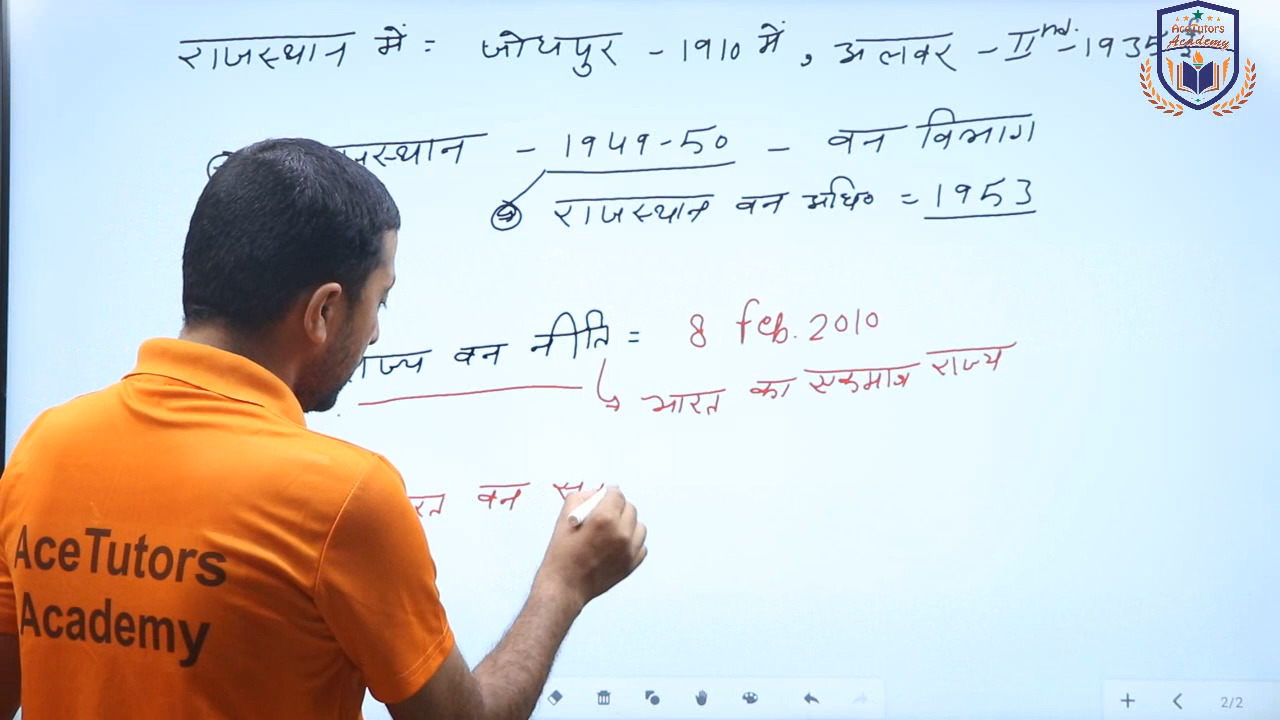 राजस्थान में = जोधपुर - 1910 में , अलवर - IInd - 1935 ई
राजस्थान - 1949-50 - वन विभाग
राजस्थान वन अधि० = 1953
राज्य वन नीति = 8 feb. 2010
भारत का एकमात्र राज्य
भारत वन
AceTutors
Academy
AceTutors
Academy
2/2